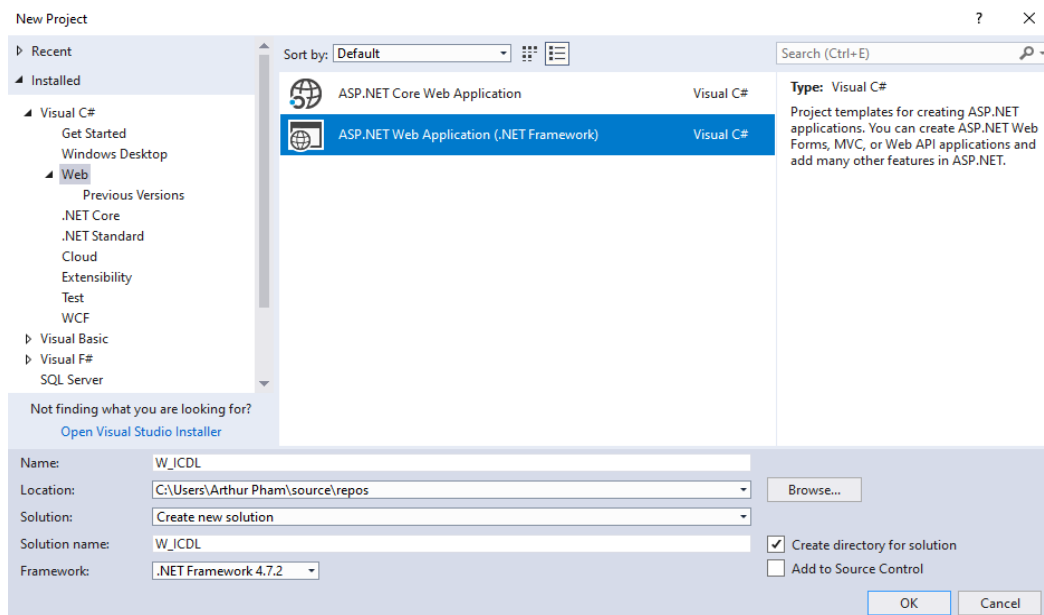 New Project
?
Recent
Installed
Visual C#
Get Started
Windows Desktop
Web
Previous Versions
.NET Core
.NET Standard
Cloud
Extensibility
Test
WCF
Visual Basic
Visual F#
SQL Server
Not finding what you are looking for?
Open Visual Studio Installer
Sort by: Default
ASP.NET Core Web Application Visual C#
ASP.NET Web Application (.NET Framework) Visual C#
Search (Ctrl+E)
Type: Visual C#
Project templates for creating ASP.NET
applications. You can create ASP.NET Web
Forms, MVC, or Web API applications and
add many other features in ASP.NET.
Name: W_ICDL
Location: C:\Users\Arthur Pham\source\repos
Browse...
Solution: Create new solution
Solution name: W_ICDL
Create directory for solution
Framework: .NET Framework 4.7.2
Add to Source Control
OK Cancel